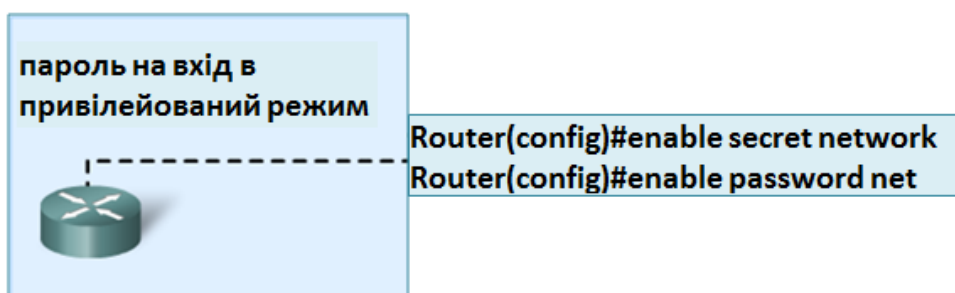 пароль на вхід в
привілейований режим
Router(config)#enable secret network
Router(config)#enable password net